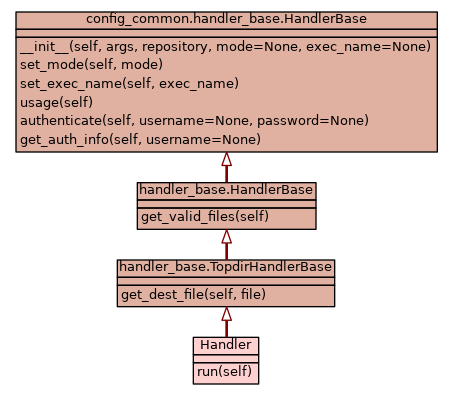 config_common.handler_base.HandlerBase
__init__(self, args, repository, mode=None, exec_name=None)
set_mode(self, mode)
set_exec_name(self, exec_name)
usage(self)
authenticate(self, username=None, password=None)
get_auth_info(self, username=None)
handler_base.HandlerBase
get_valid_files(self)
handler_base.TopdirHandlerBase
get_dest_file(self, file)
Handler
run(self)